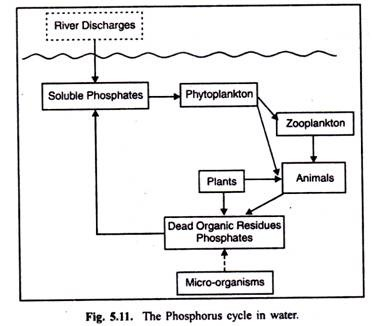 River Discharges
Soluble Phosphates
Phytoplankton
Zooplankton
Plants
Animals
Dead Organic Residues
Phosphates
Micro-organisms
Fig. 5.11. The Phosphorus cycle in water.